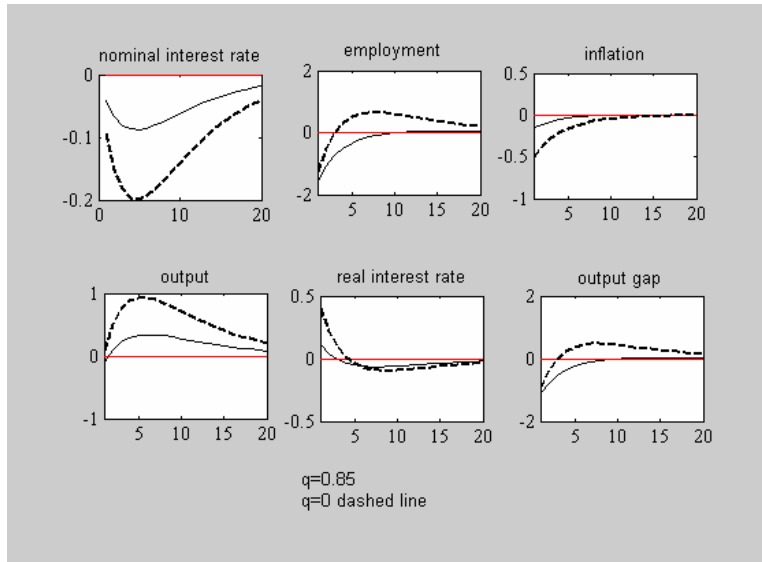 nominal interest rate
employment
inflation
0
-0.1
-0.2
0 10 20
2
0
-2
5 10 15 20
0.5
0
-0.5
-1
5 10 15 20
output
real interest rate
output gap
1
0
-1
5 10 15 20
0.5
0
-0.5
5 10 15 20
2
0
-2
5 10 15 20
q=0.85
q=0 dashed line